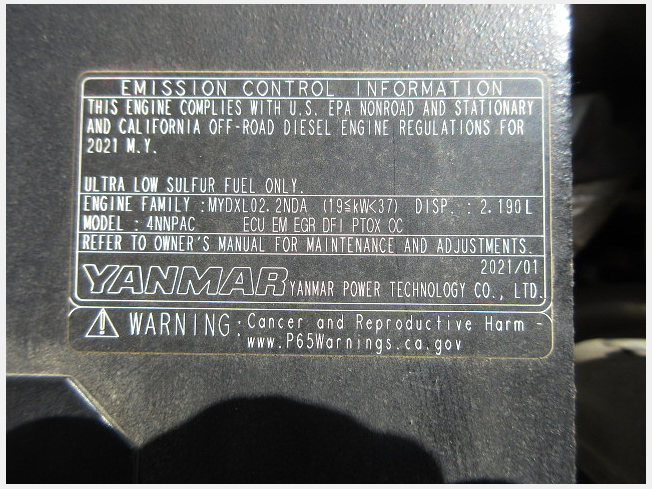 EMISSION CONTROL INFORMATION
THIS ENGINE COMPLIES WITH U.S. EPA NONROAD AND STATIONARY
AND CALIFORNIA OFF-ROAD DIESEL ENGINE REGULATIONS FOR
2021 M.Y.
ULTRA LOW SULFUR FUEL ONLY.
ENGINE FAMILY :MYDXL02.2NDA (19≦kW<37) DISP. : 2.190L
MODEL : 4NNPAC ECU EM EGR DFI PTOX OC
REFER TO OWNER'S MANUAL FOR MAINTENANCE AND ADJUSTMENTS.
2021/01
YANMAR YANMAR POWER TECHNOLOGY CO., LTD.
WARNING: Cancer and Reproductive Harm -
www.P65Warnings.ca.gov